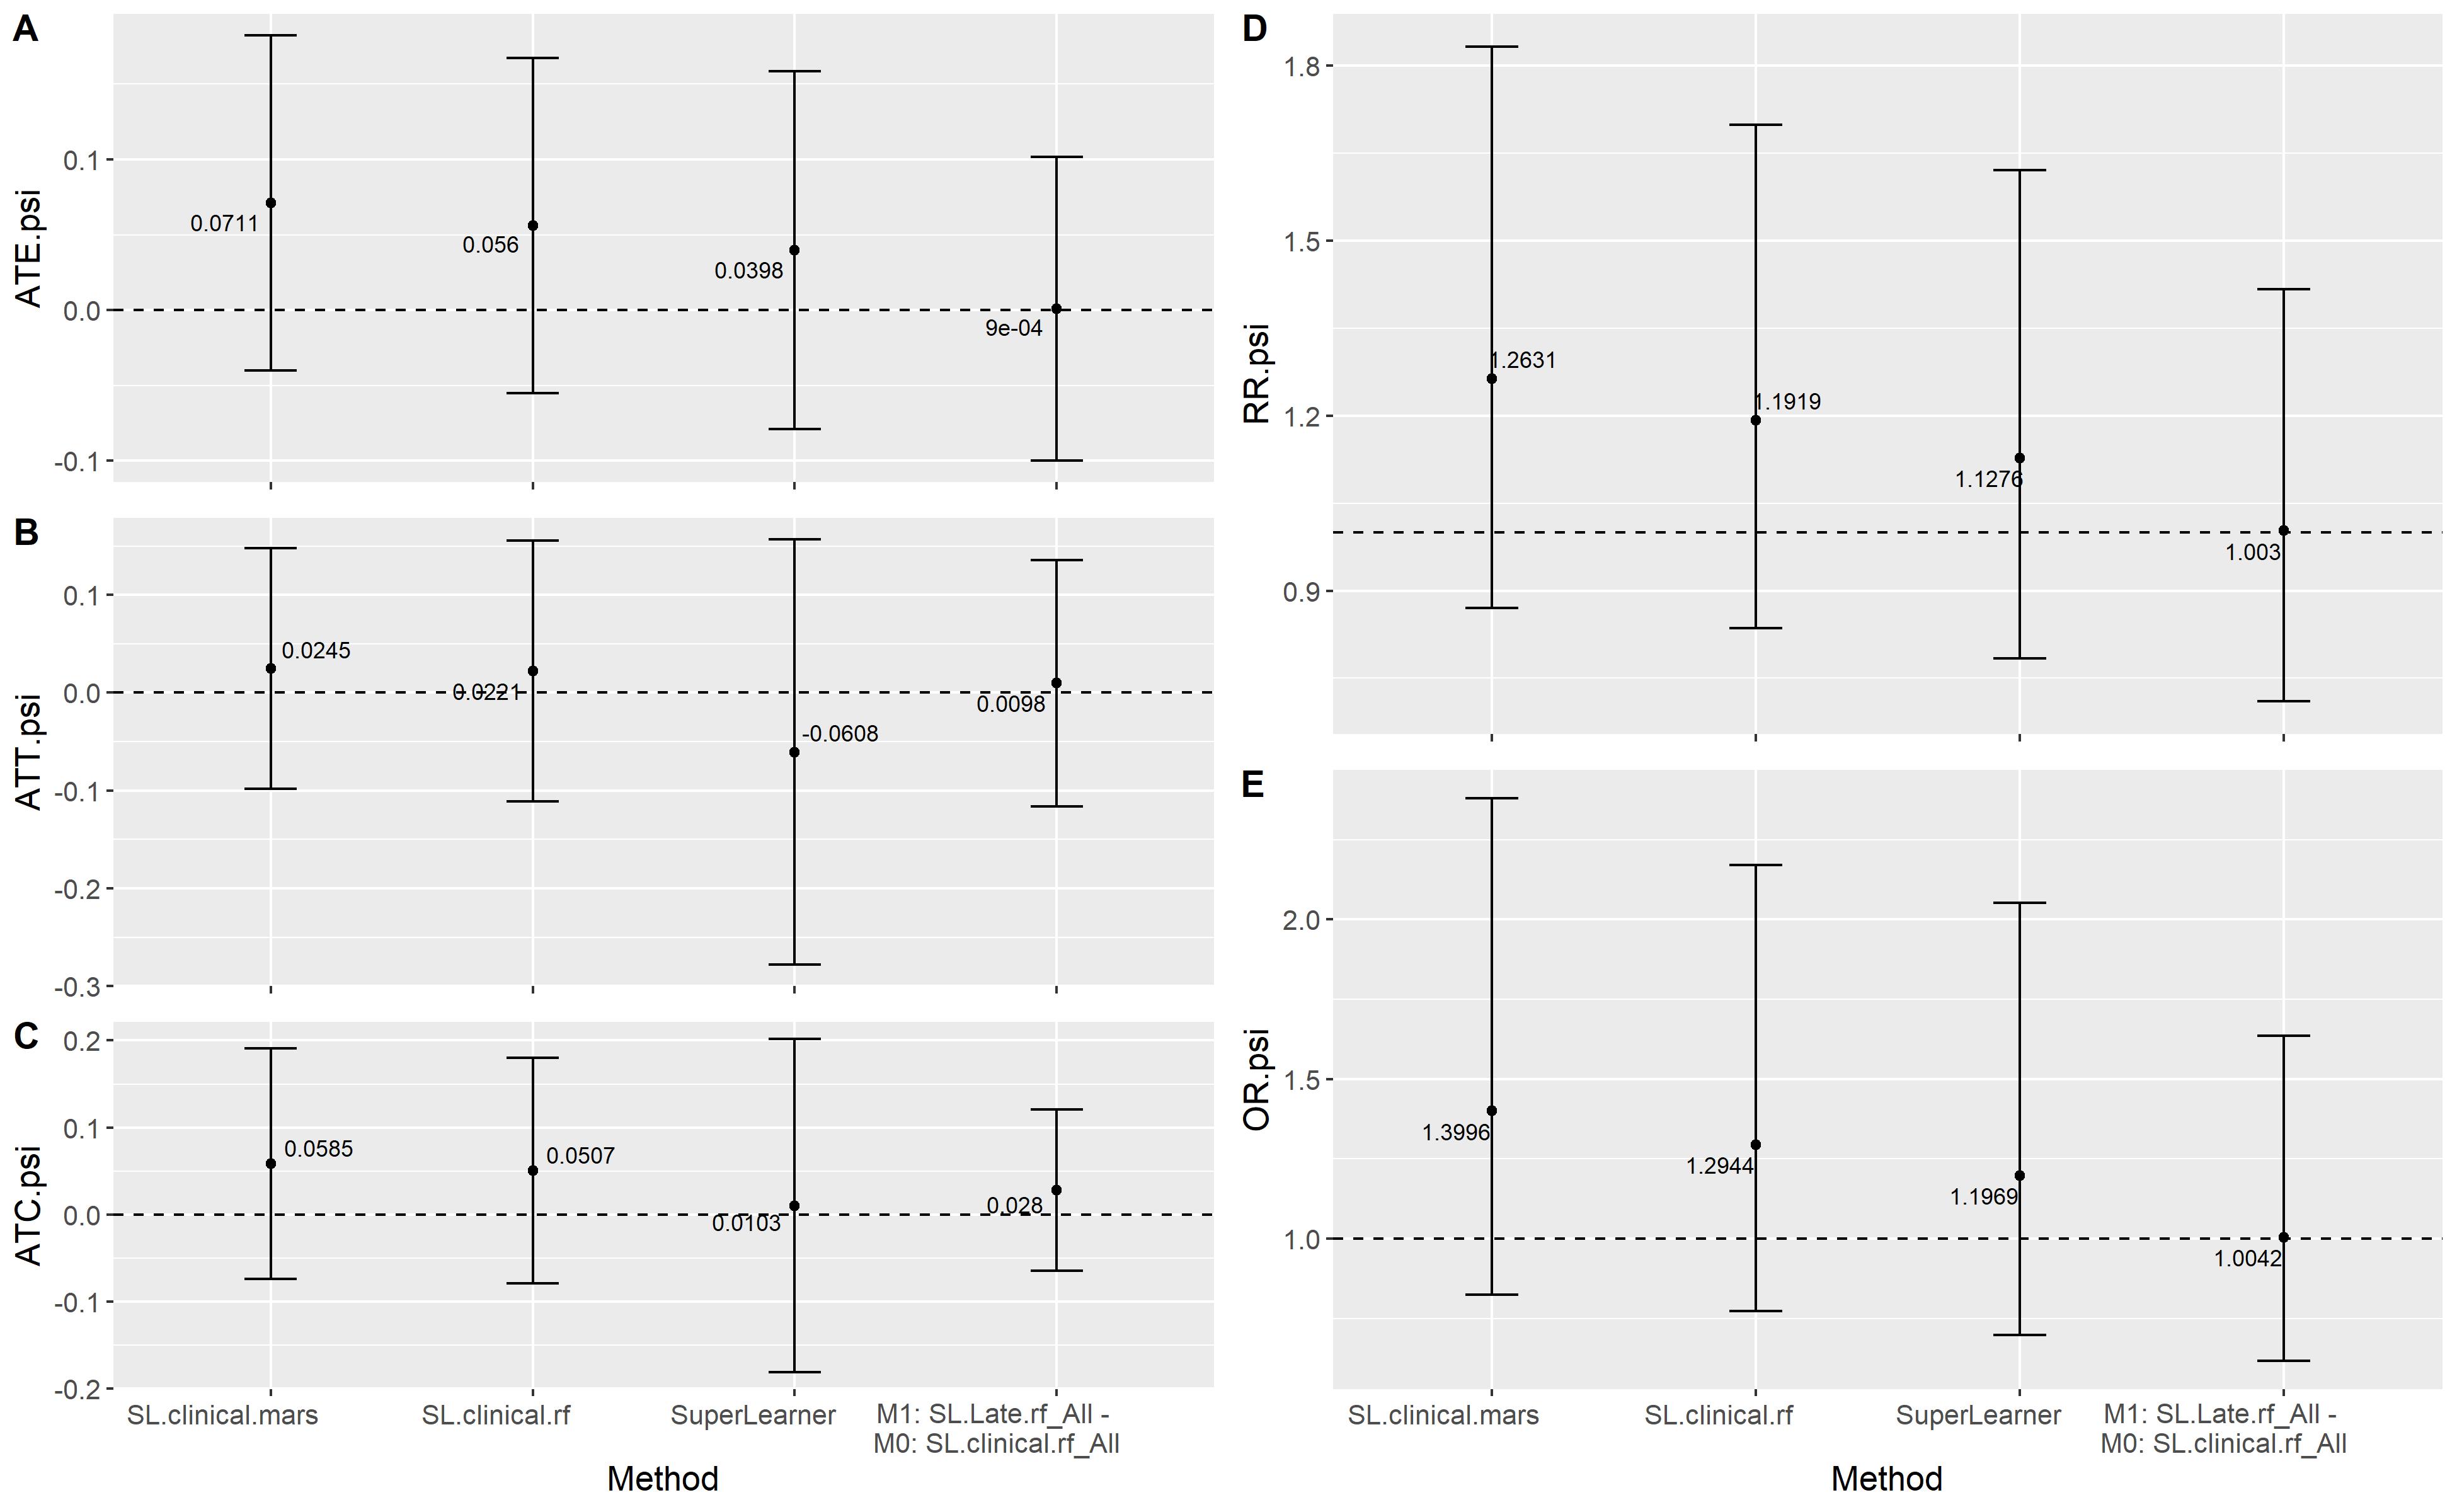 A
ATE.psi
0.1
0.0
-0.1
0.0711
0.056
0.0398
9e-04
B
ATT.psi
0.1
0.0
-0.1
-0.2
-0.3
0.0245
0.0221
-0.0608
0.0098
C
ATC.psi
0.2
0.1
0.0
-0.1
-0.2
0.0585
0.0507
0.0103
0.028
SL.clinical.mars
SL.clinical.rf
SuperLearner
M1: SL.Late.rf_All -
M0: SL.clinical.rf_All
Method
D
RR.psi
1.8
1.5
1.2
0.9
1.2631
1.1919
1.1276
1.003
E
OR.psi
2.0
1.5
1.0
1.3996
1.2944
1.1969
1.0042
SL.clinical.mars
SL.clinical.rf
SuperLearner
M1: SL.Late.rf_All -
M0: SL.clinical.rf_All
Method